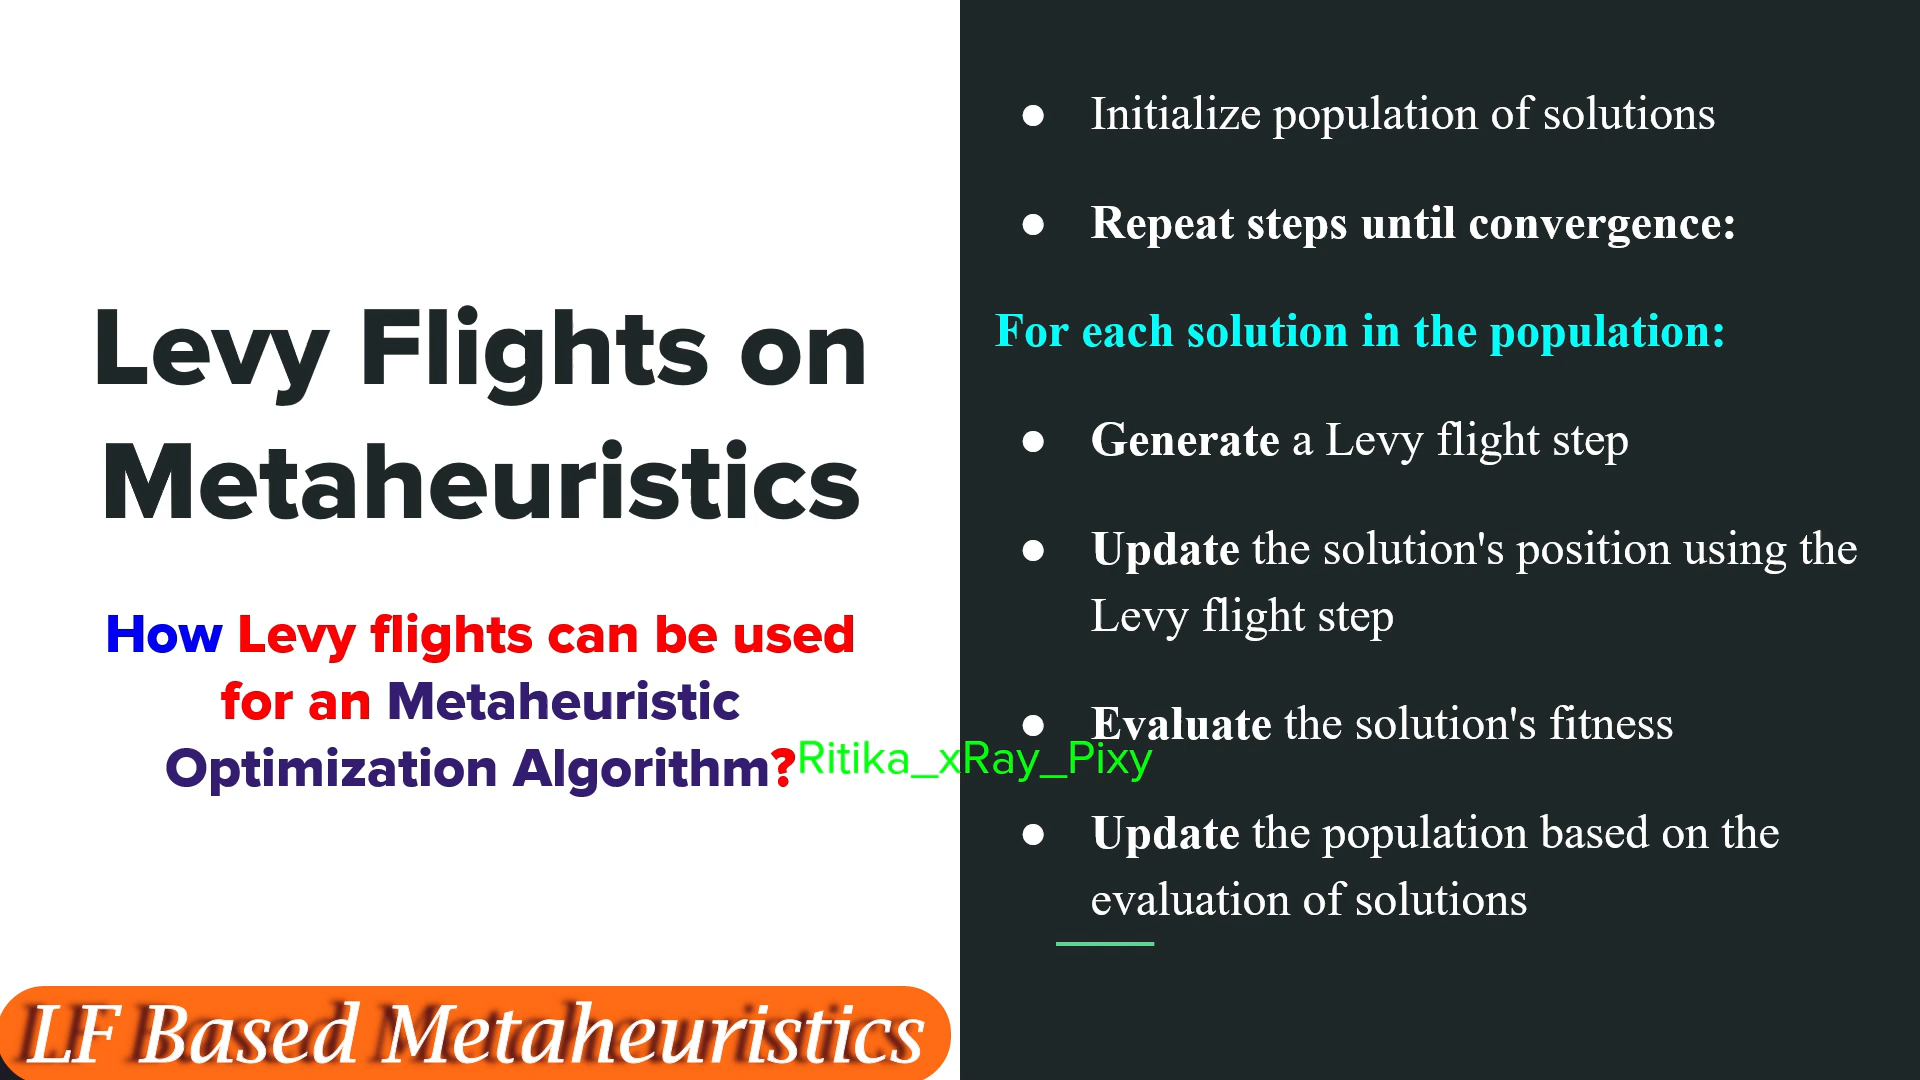 Levy Flights on
Metaheuristics
How Levy flights can be used
for an Metaheuristic
Optimization Algorithm?
Ritika_xRay_Pixy
LF Based Metaheuristics
● Initialize population of solutions
● Repeat steps until convergence:
For each solution in the population:
● Generate a Levy flight step
● Update the solution's position using the
Levy flight step
● Evaluate the solution's fitness
● Update the population based on the
evaluation of solutions